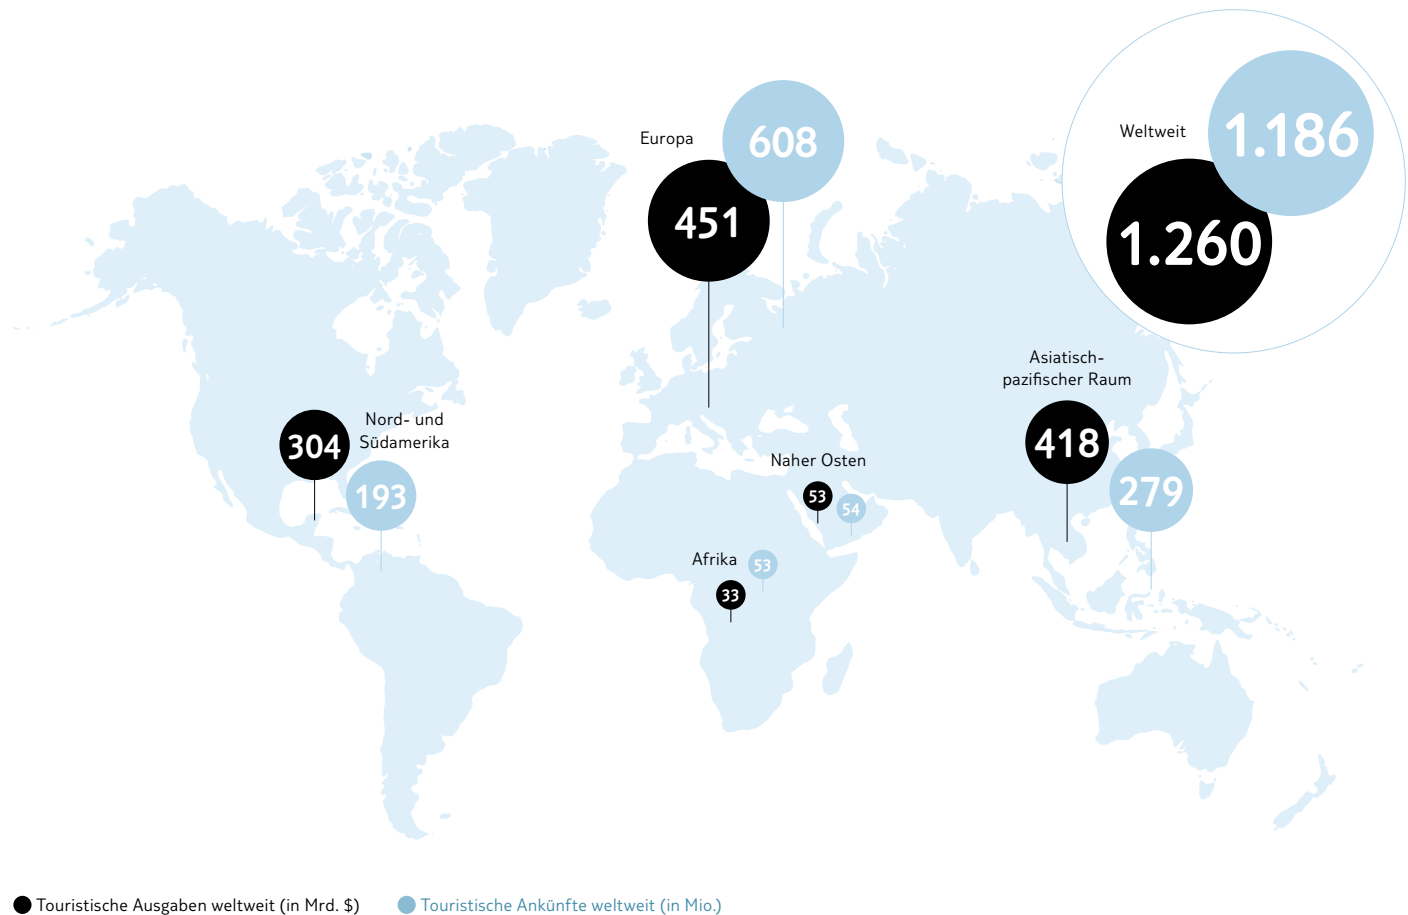 Europa
608
451
Weltweit
1.186
1.260
Asiatisch-
pazifischer Raum
418
279
Nord- und
Südamerika
304
193
Naher Osten
53
54
Afrika
53
33
Touristische Ausgaben weltweit (in Mrd. $)
Touristische Ankünfte weltweit (in Mio.)